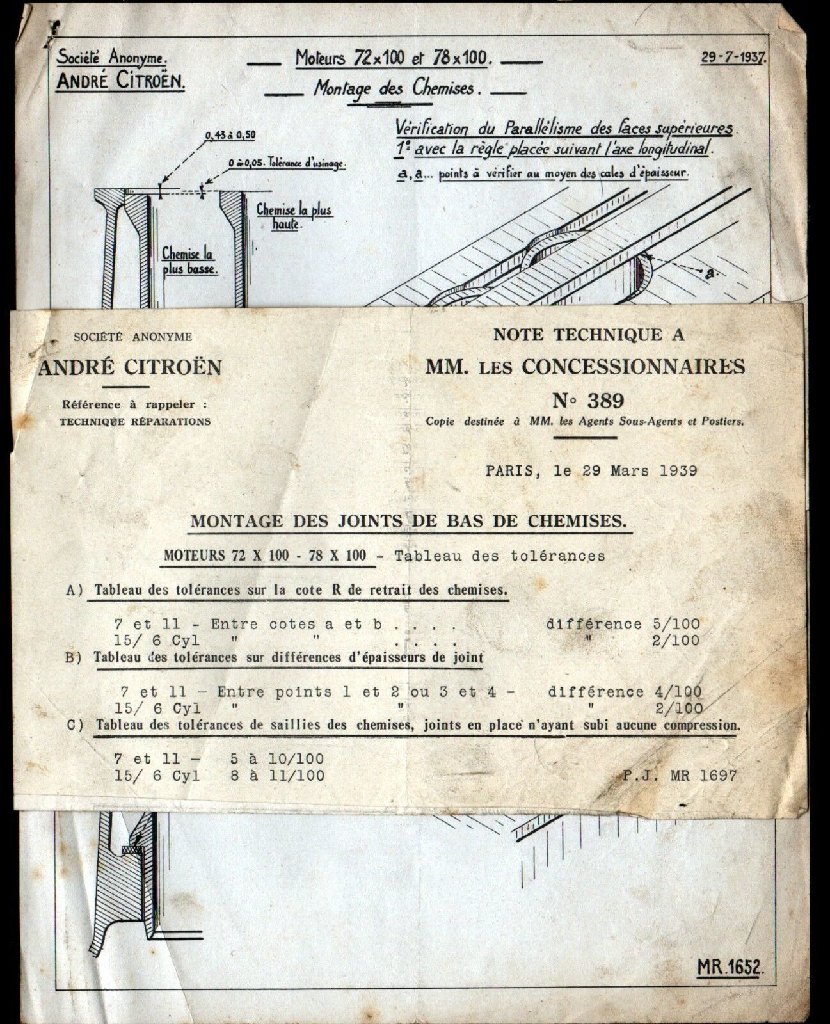 Société Anonyme.
ANDRÉ CITROËN.
Moteurs 72x100 et 78x100.
Montage des Chemises.
29-7-1937.
0,45 à 0,50
0 à 0,05. Tolérance d'usinage.
Vérification du Parallélisme des faces supérieures
1º avec la règle placée suivant l'axe longitudinal.
a, a... points à vérifier au moyen des cales d'épaisseur.
Chemise la plus
haute.
Chemise la
plus basse.
a.
SOCIÉTÉ ANONYME
ANDRÉ CITROËN
Référence à rappeler :
TECHNIQUE RÉPARATIONS
NOTE TECHNIQUE A
MM. LES CONCESSIONNAIRES
No 389
Copie destinée à MM. les Agents Sous-Agents et Postiers.
PARIS, le 29 Mars 1939
MONTAGE DES JOINTS DE BAS DE CHEMISES.
MOTEURS 72 X 100 - 78 X 100 - Tableau des tolérances
A) Tableau des tolérances sur la cote R de retrait des chemises.
7 et 11 - Entre cotes a et b . . . . différence 5/100
15/ 6 Cyl " " . . . . " 2/100
B) Tableau des tolérances sur différences d'épaisseurs de joint
7 et 11 - Entre points 1 et 2 ou 3 et 4 - différence 4/100
15/ 6 Cyl " " " 2/100
C) Tableau des tolérances de saillies des chemises, joints en place n'ayant subi aucune compression.
7 et 11 - 5 à 10/100
15/ 6 Cyl 8 à 11/100
P.J. MR 1697
MR.1652.